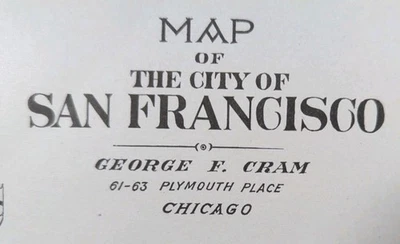 MAP
OF
THE CITY OF
SAN FRANCISCO
GEORGE F. CRAM
61-63 PLYMOUTH PLACE
CHICAGO